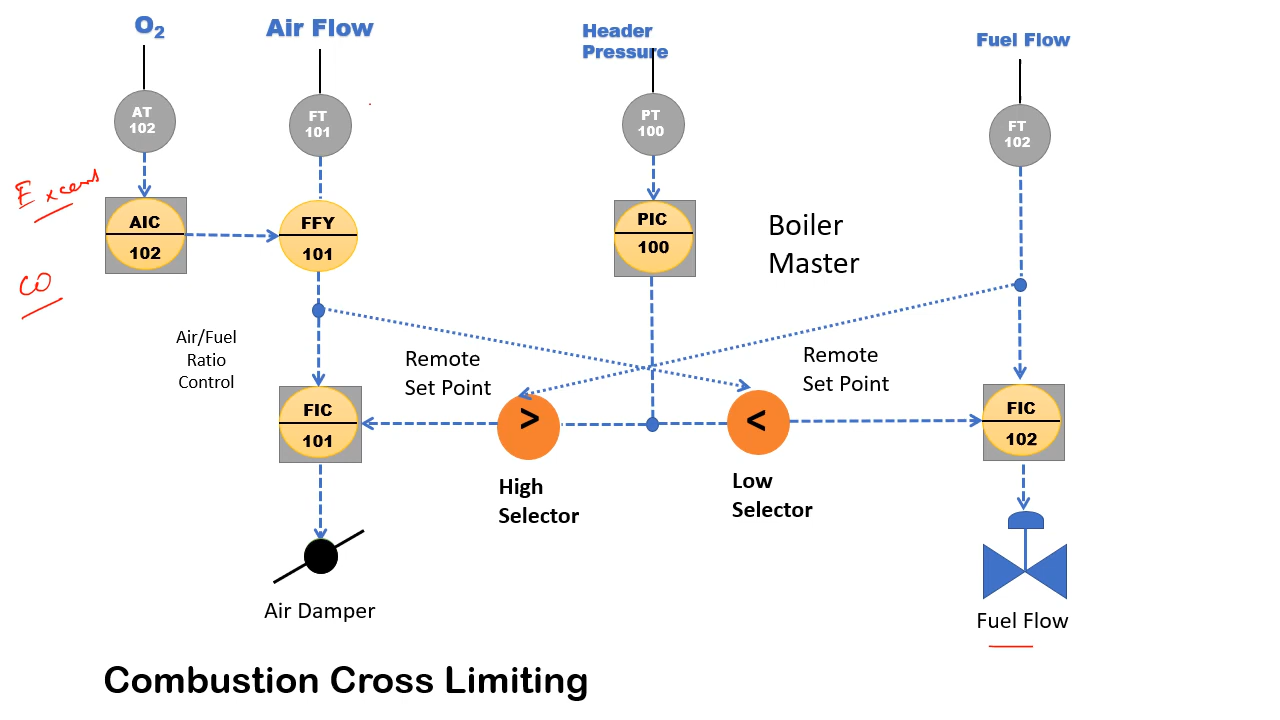 O₂
Air Flow
Header
Pressure
Fuel Flow
AT
102
FT
101
PT
100
FT
102
Excess
CO
AIC
102
FFY
101
PIC
100
Boiler
Master
Air/Fuel
Ratio
Control
Remote
Set Point
Remote
Set Point
FIC
101
>
<
FIC
102
High
Selector
Low
Selector
Air Damper
Fuel Flow
Combustion Cross Limiting